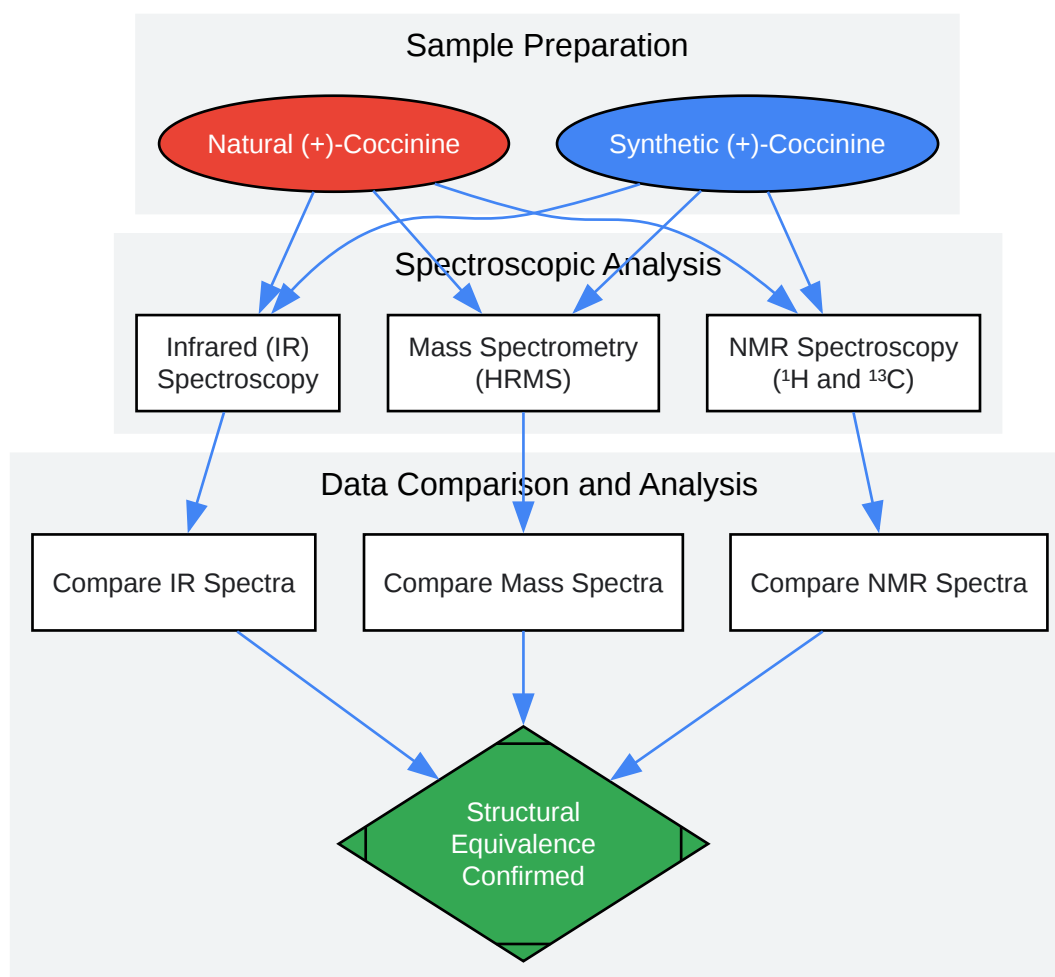 Sample Preparation
Natural (+)-Coccinine
Synthetic (+)-Coccinine
Spectroscopic Analysis
Infrared (IR)
Spectroscopy
Mass Spectrometry
(HRMS)
NMR Spectroscopy
(¹H and ¹³C)
Data Comparison and Analysis
Compare IR Spectra
Compare Mass Spectra
Compare NMR Spectra
Structural
Equivalence
Confirmed